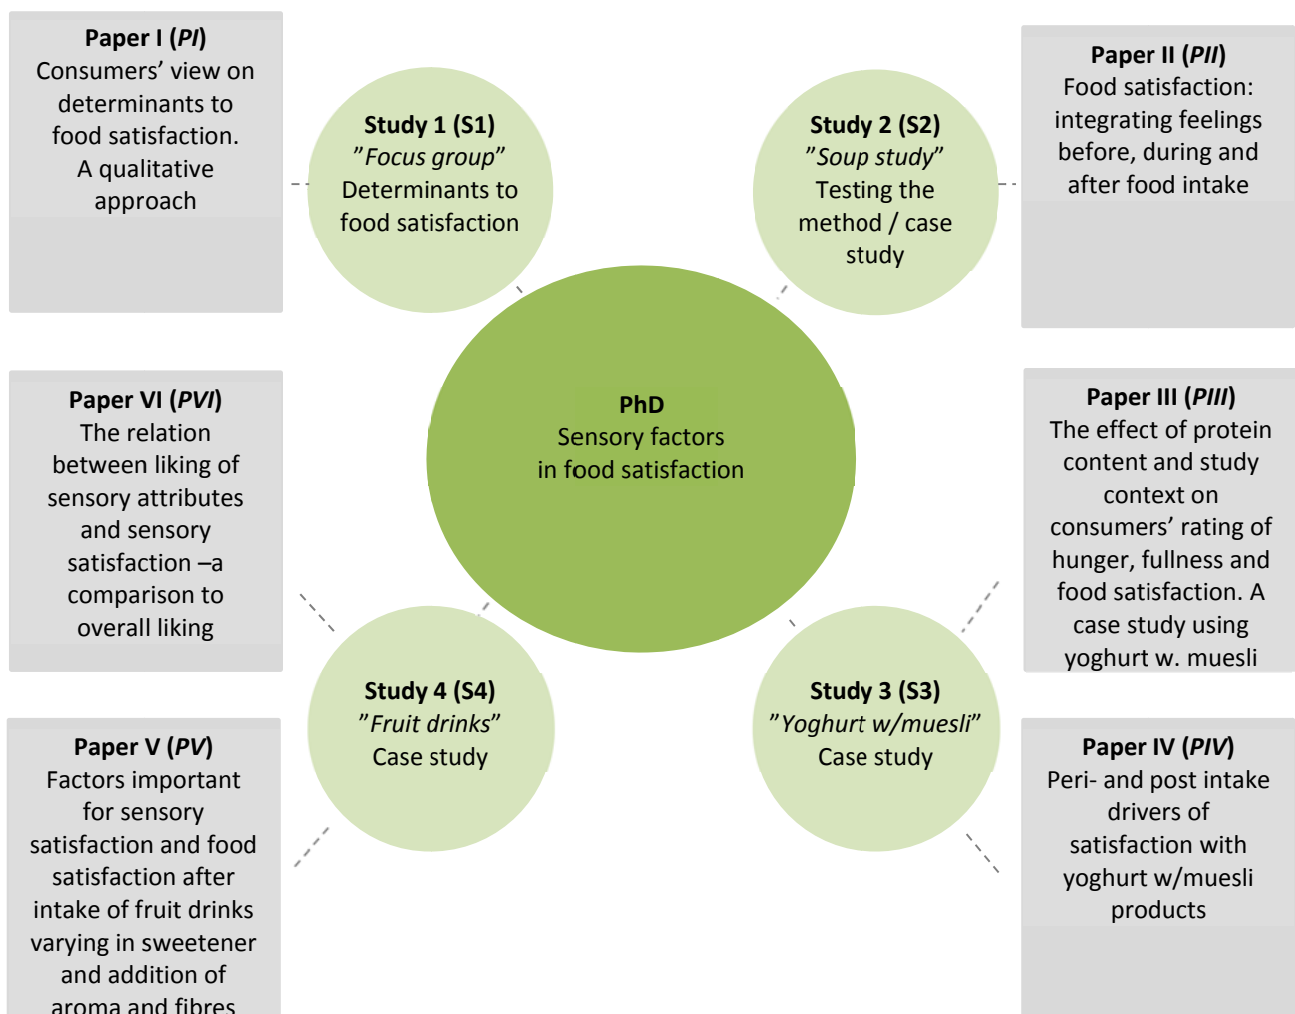 Paper I (PI)
Consumers’ view on
determinants to
food satisfaction.
A qualitative
approach
Study 1 (S1)
”Focus group”
Determinants to
food satisfaction
Study 2 (S2)
”Soup study”
Testing the
method / case
study
Paper II (PII)
Food satisfaction:
integrating feelings
before, during and
after food intake
PhD
Sensory factors
in food satisfaction
Paper VI (PVI)
The relation
between liking of
sensory attributes
and sensory
satisfaction –a
comparison to
overall liking
Paper III (PIII)
The effect of protein
content and study
context on
consumers’ rating of
hunger, fullness and
food satisfaction. A
case study using
yoghurt w. muesli
Study 4 (S4)
”Fruit drinks”
Case study
Study 3 (S3)
”Yoghurt w/muesli”
Case study
Paper V (PV)
Factors important
for sensory
satisfaction and food
satisfaction after
intake of fruit drinks
varying in sweetener
and addition of
aroma and fibres
Paper IV (PIV)
Peri- and post intake
drivers of
satisfaction with
yoghurt w/muesli
products